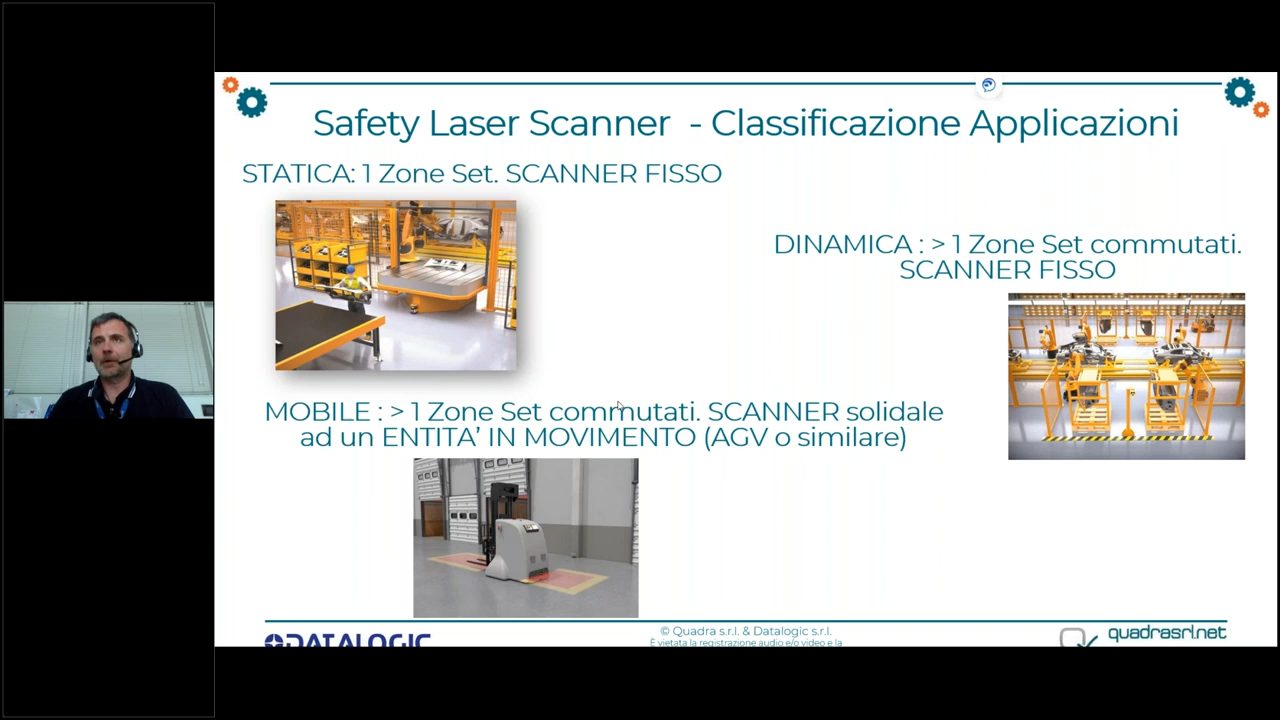 Safety Laser Scanner - Classificazione Applicazioni
STATICA: 1 Zone Set. SCANNER FISSO
DINAMICA : > 1 Zone Set commutati.
SCANNER FISSO
MOBILE : > 1 Zone Set commutati. SCANNER solidale
ad un ENTITA’ IN MOVIMENTO (AGV o similare)
DATALOGIC
© Quadra s.r.l. & Datalogic s.r.l.
È vietata la registrazione audio e/o video e la
quadrasrl.net